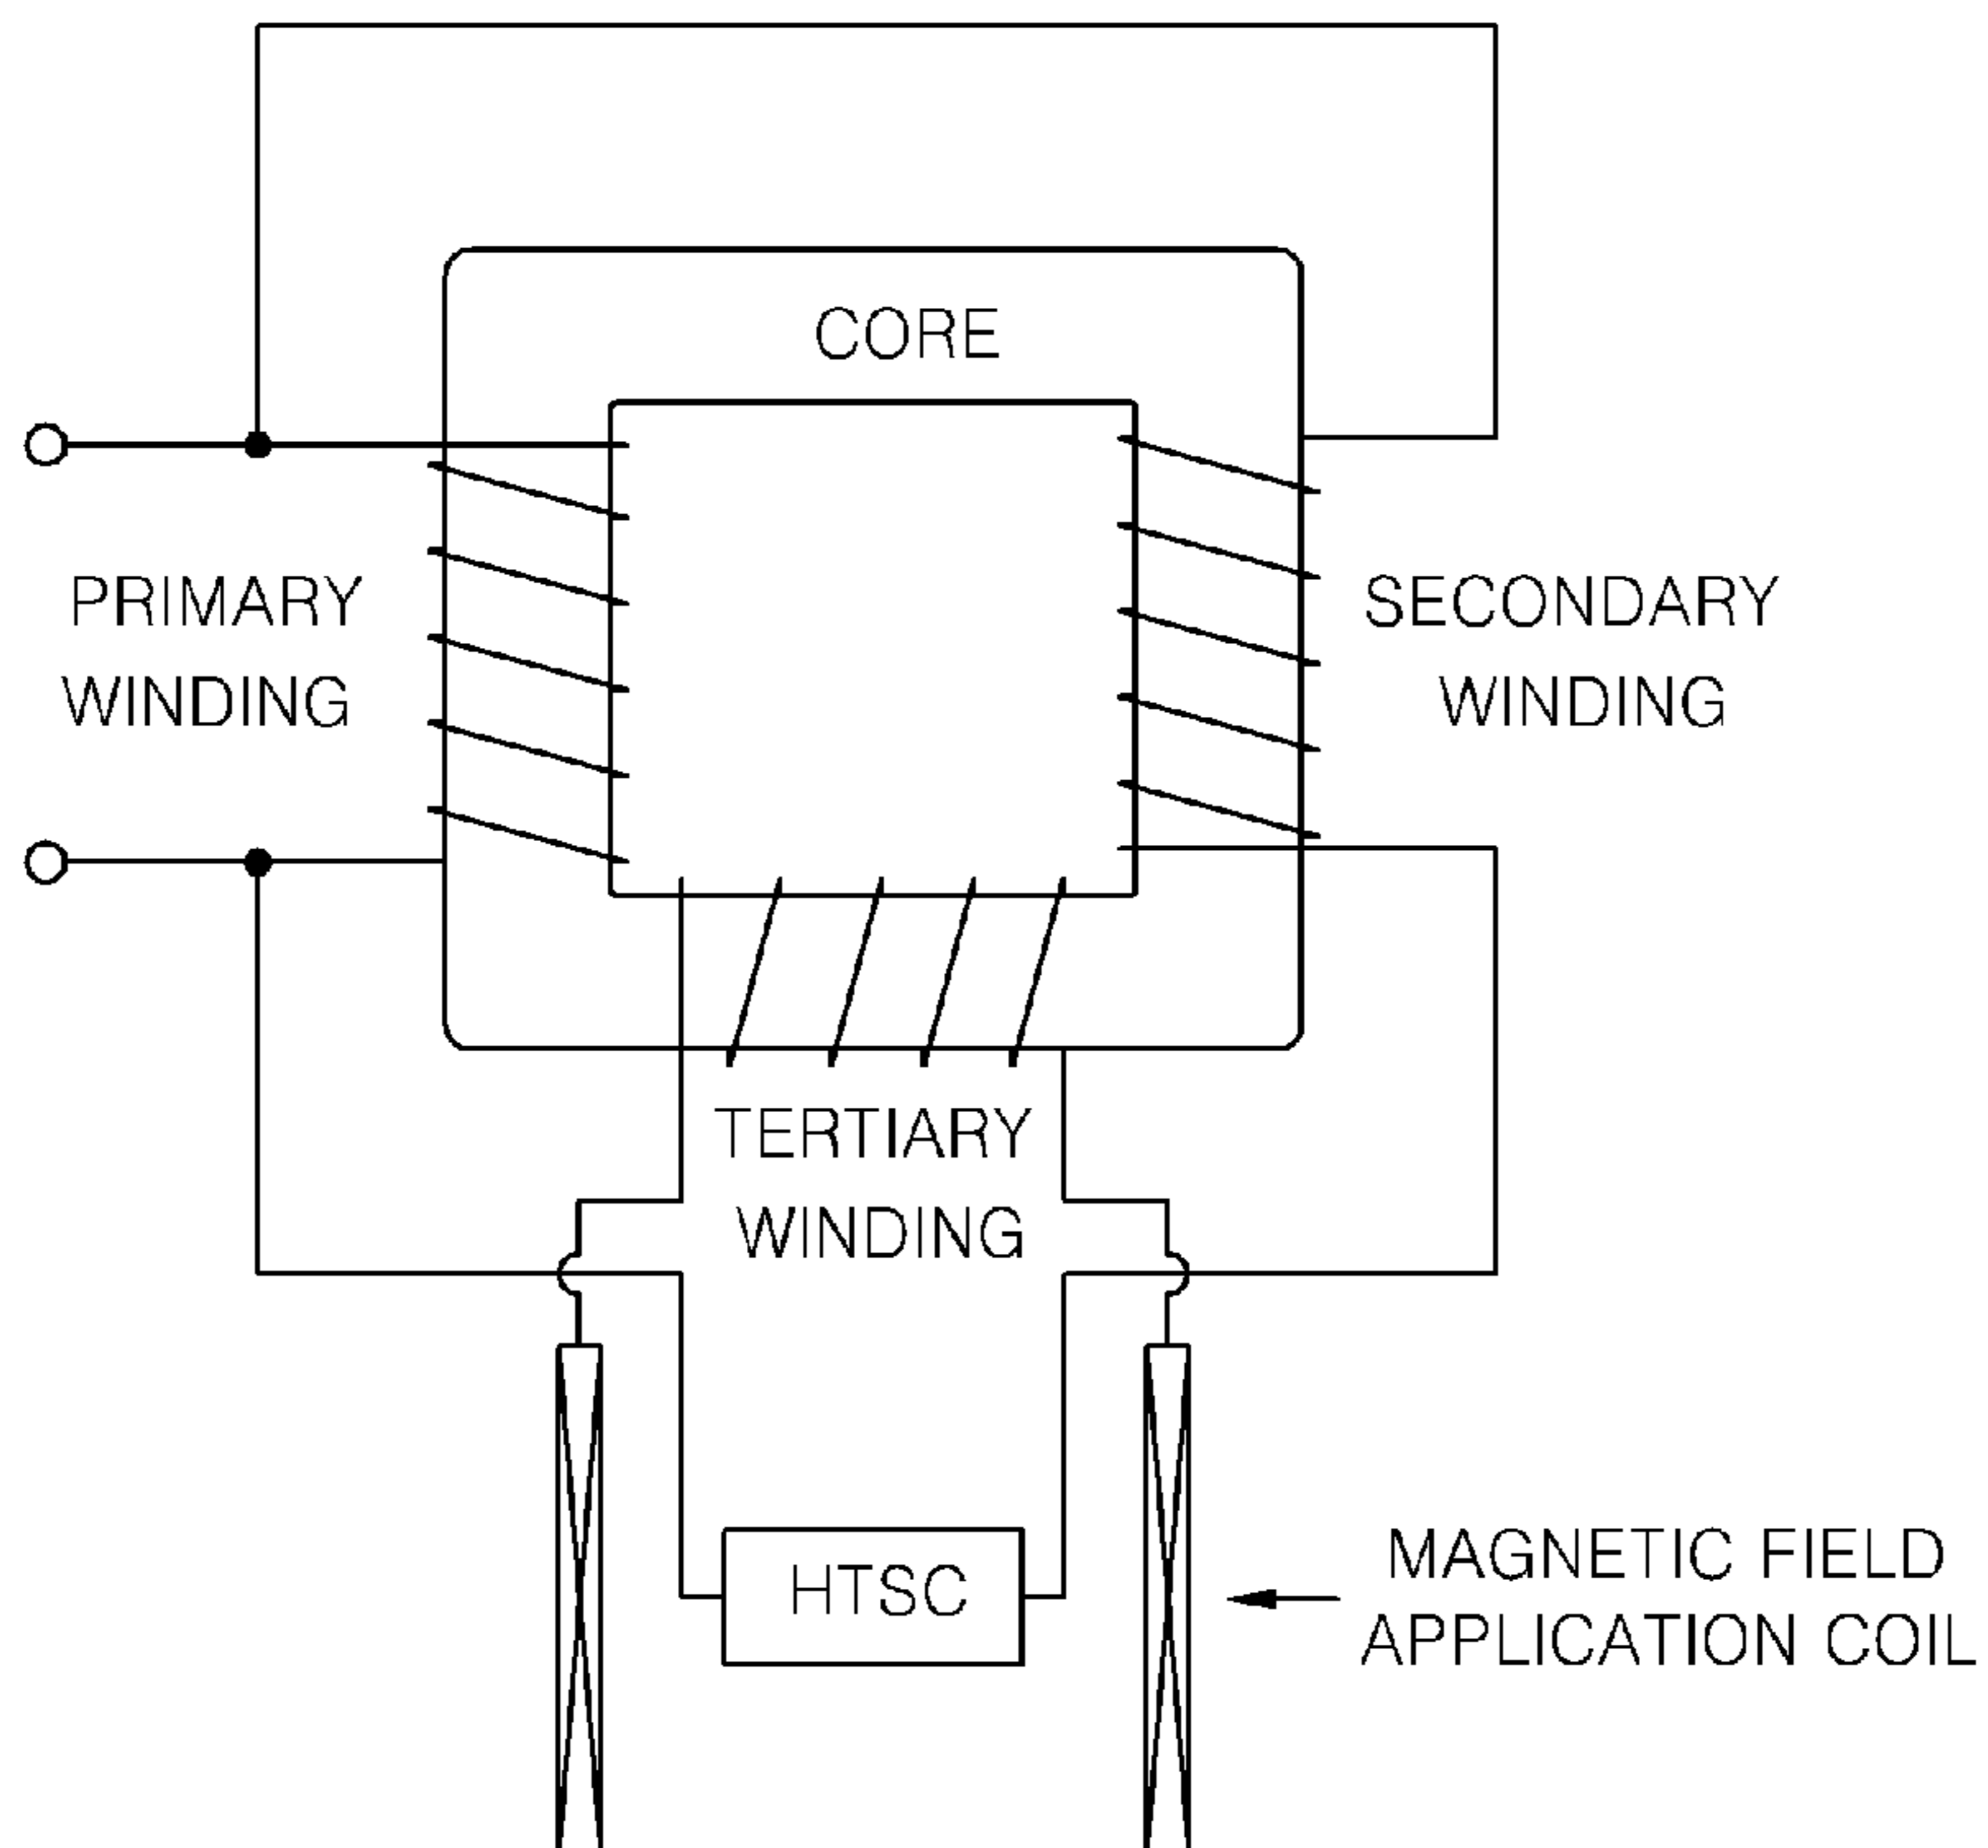 CORE
PRIMARY
WINDING
SECONDARY
WINDING
TERTIARY
WINDING
HTSC
MAGNETIC FIELD
APPLICATION COIL